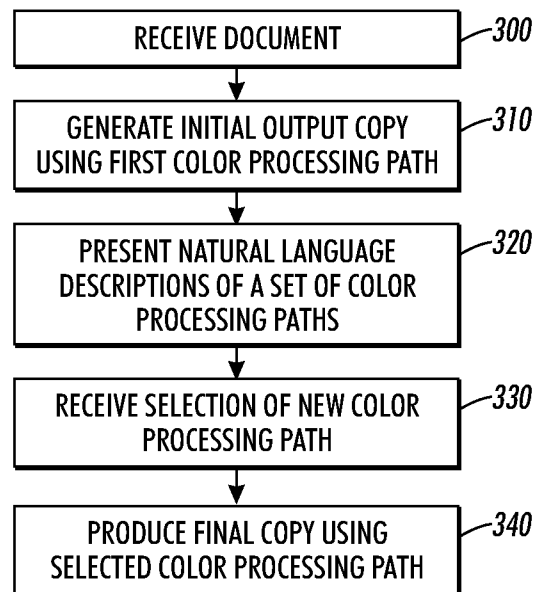 RECEIVE DOCUMENT
300
GENERATE INITIAL OUTPUT COPY
USING FIRST COLOR PROCESSING PATH
310
PRESENT NATURAL LANGUAGE
DESCRIPTIONS OF A SET OF COLOR
PROCESSING PATHS
320
RECEIVE SELECTION OF NEW COLOR
PROCESSING PATH
330
PRODUCE FINAL COPY USING
SELECTED COLOR PROCESSING PATH
340